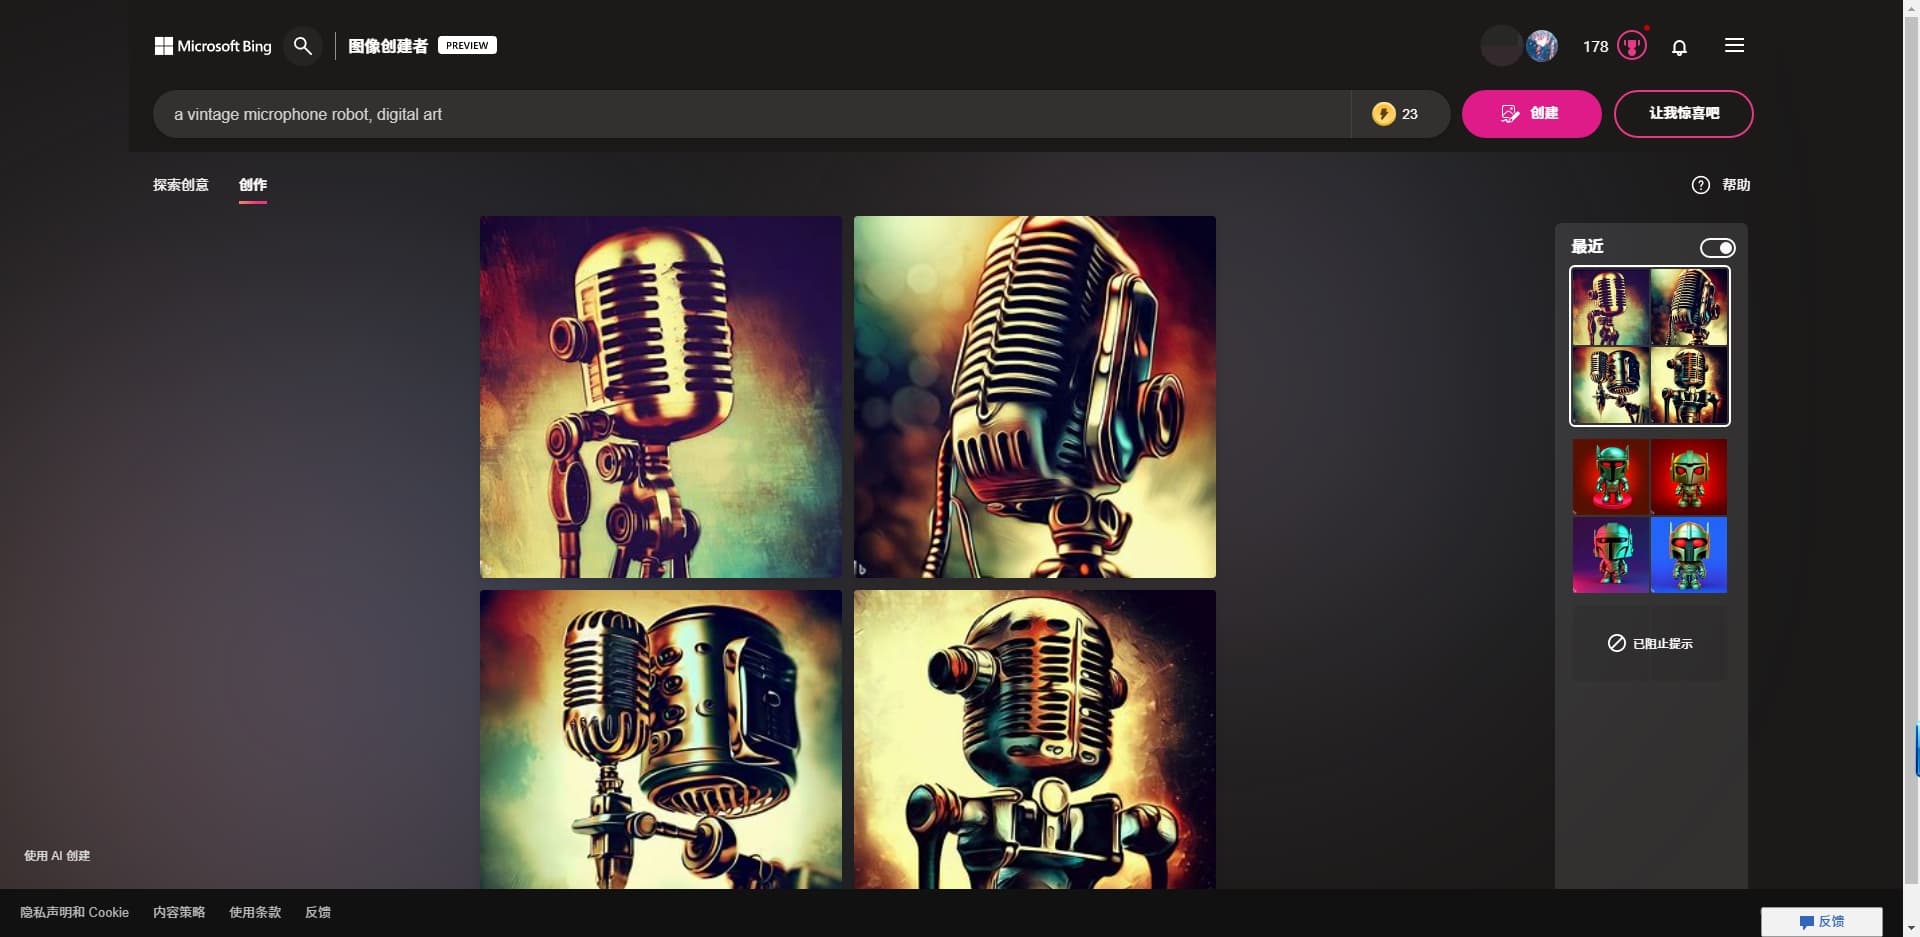 Microsoft Bing
图像创建者
PREVIEW
178
a vintage microphone robot, digital art
23
创建
让我惊喜吧
探索创意
创作
帮助
最近
已阻止提示
使用 AI 创建
隐私声明和 Cookie
内容策略
使用条款
反馈
反馈